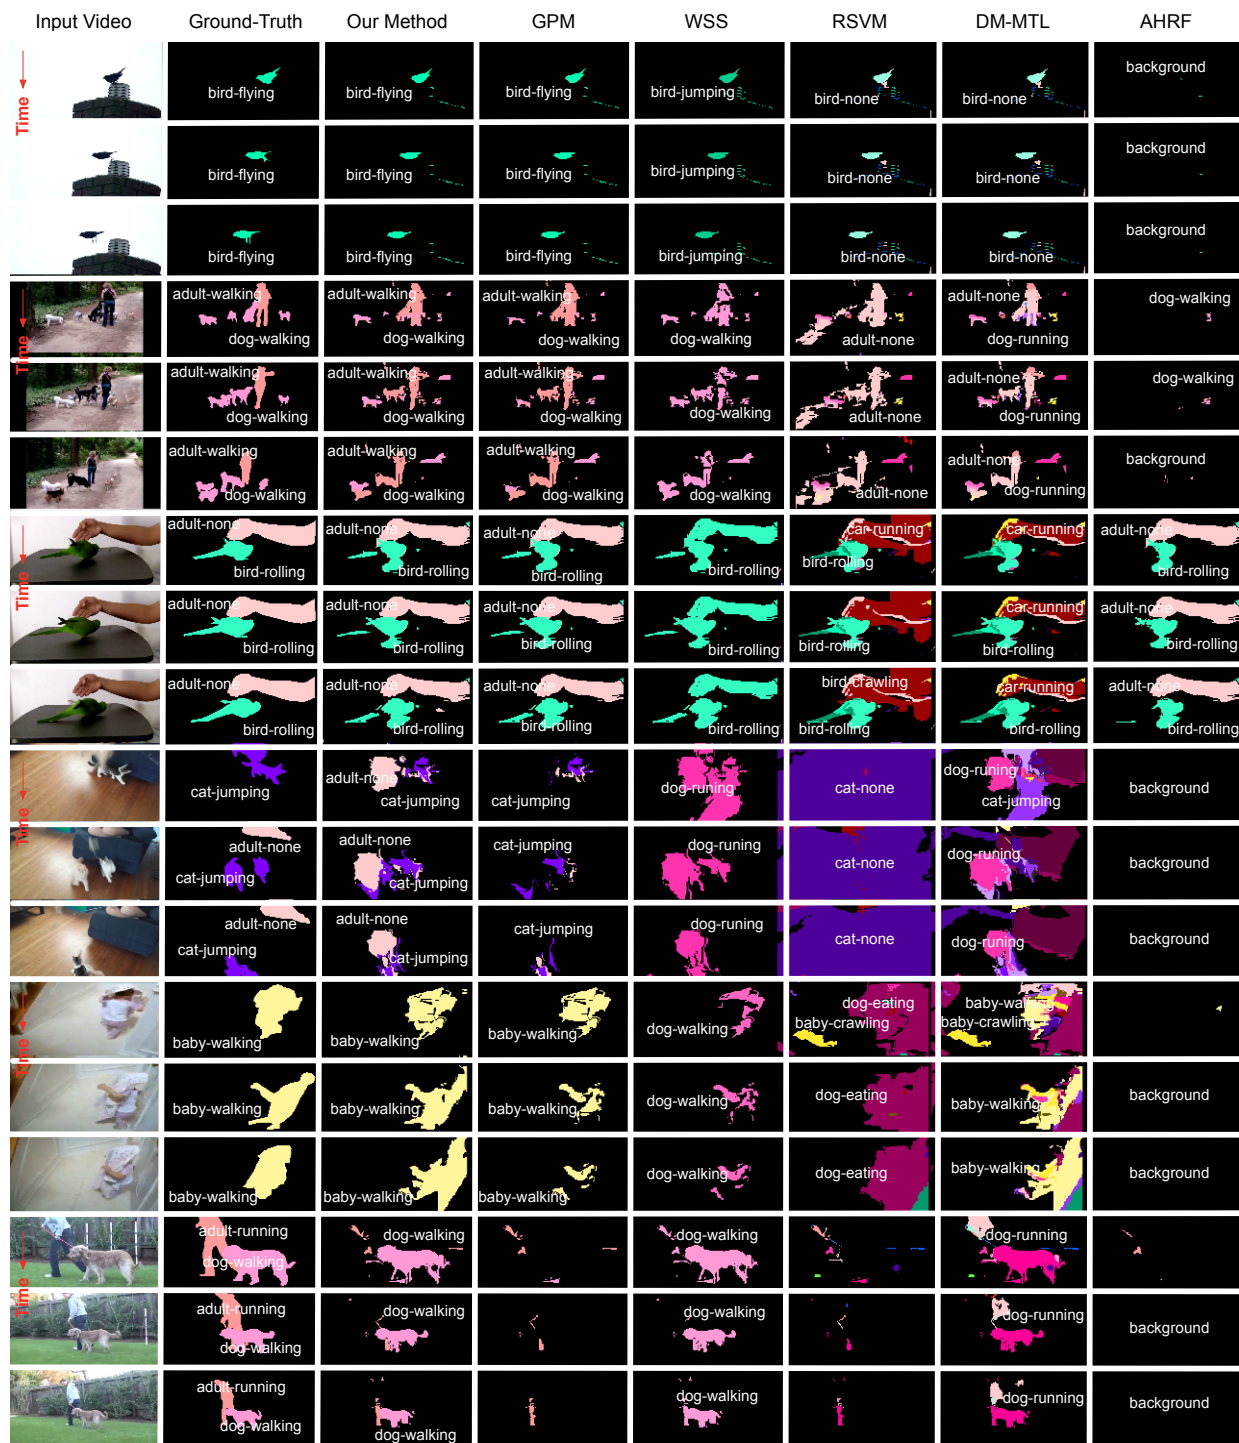 Input Video Ground-Truth Our Method GPM WSS RSVM DM-MTL AHRF
Time
bird-flying bird-flying bird-flying bird-jumping bird-none bird-none background
bird-flying bird-flying bird-flying bird-jumping bird-none bird-none background
bird-flying bird-flying bird-flying bird-jumping bird-none bird-none background
Time
adult-walking adult-walking adult-walking adult-none dog-walking
dog-walking dog-walking dog-walking dog-walking adult-none dog-running
adult-walking adult-walking adult-walking adult-none dog-walking
dog-walking dog-walking dog-walking dog-walking adult-none dog-running
adult-walking adult-walking adult-walking adult-none background
dog-walking dog-walking dog-walking dog-walking adult-none dog-running
Time
adult-none adult-none adult-none car-running car-running adult-none
bird-rolling bird-rolling bird-rolling bird-rolling bird-rolling bird-rolling bird-rolling
adult-none adult-none adult-none car-running adult-none
bird-rolling bird-rolling bird-rolling bird-rolling bird-rolling bird-rolling bird-rolling
adult-none adult-none adult-none bird-crawling car-running adult-none
bird-rolling bird-rolling bird-rolling bird-rolling bird-rolling bird-rolling bird-rolling
Time
adult-none dog-runing dog-runing
cat-jumping cat-jumping cat-jumping cat-none cat-jumping background
adult-none adult-none cat-jumping dog-runing dog-runing
cat-jumping cat-jumping cat-none background
adult-none adult-none cat-jumping dog-runing dog-runing
cat-jumping cat-jumping cat-none background
Time
dog-eating baby-walking
baby-walking baby-walking baby-walking dog-walking baby-crawling baby-crawling
baby-walking baby-walking baby-walking dog-walking dog-eating baby-walking background
baby-walking baby-walking baby-walking dog-walking dog-eating baby-walking background
Time
adult-running dog-walking dog-walking dog-running
dog-walking
adult-running dog-walking dog-walking dog-running background
dog-walking
adult-running dog-walking dog-running background
dog-walking dog-walking